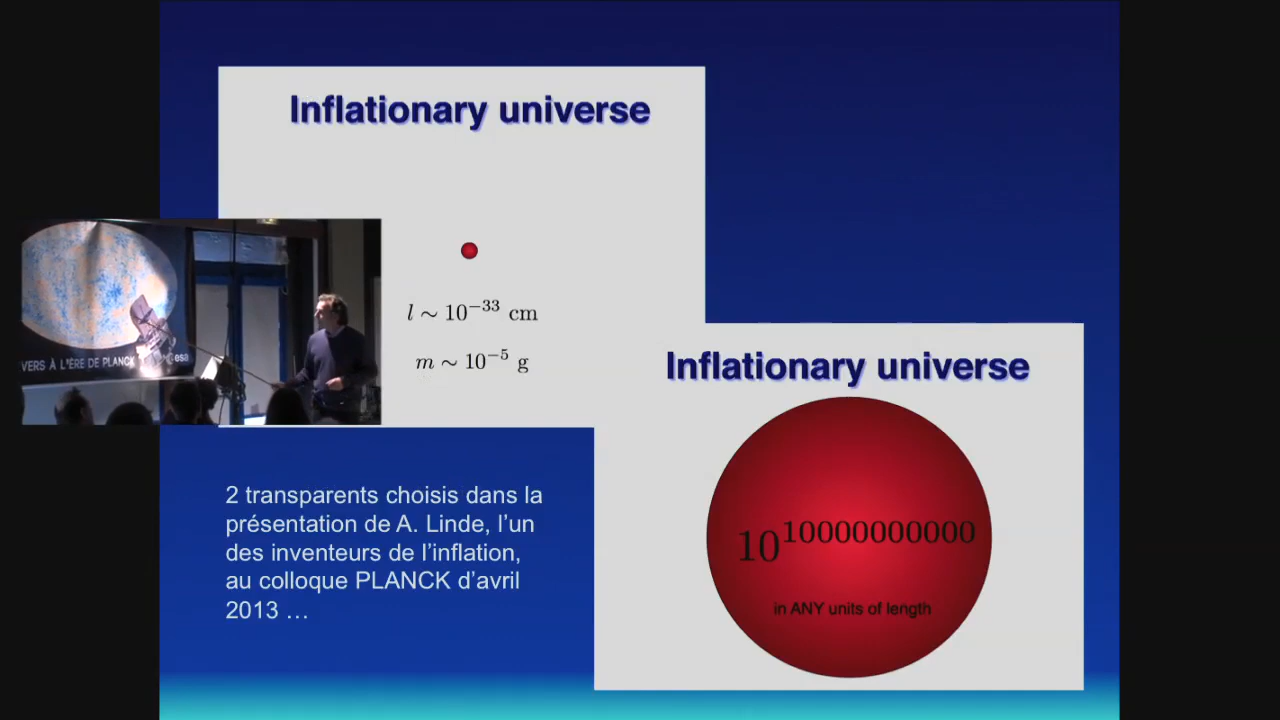 Inflationary universe
l ∼ 10⁻³³ cm
m ∼ 10⁻⁵ g
VERS À L'ÈRE DE PLANCK
esa
Inflationary universe
10^10000000000
in ANY units of length
2 transparents choisis dans la
présentation de A. Linde, l’un
des inventeurs de l’inflation,
au colloque PLANCK d’avril
2013 …